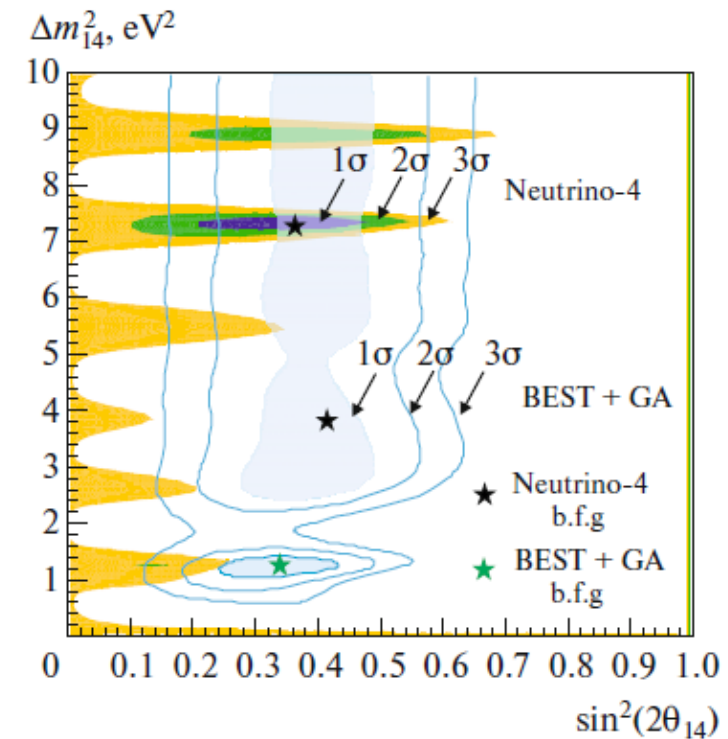 Δm²₁₄, eV²
10
9
8
7
6
5
4
3
2
1
1σ 2σ 3σ
Neutrino-4
1σ 2σ 3σ
BEST + GA
Neutrino-4
b.f.g
BEST + GA
b.f.g
0 0.1 0.2 0.3 0.4 0.5 0.6 0.7 0.8 0.9 1.0
sin²(2θ₁₄)